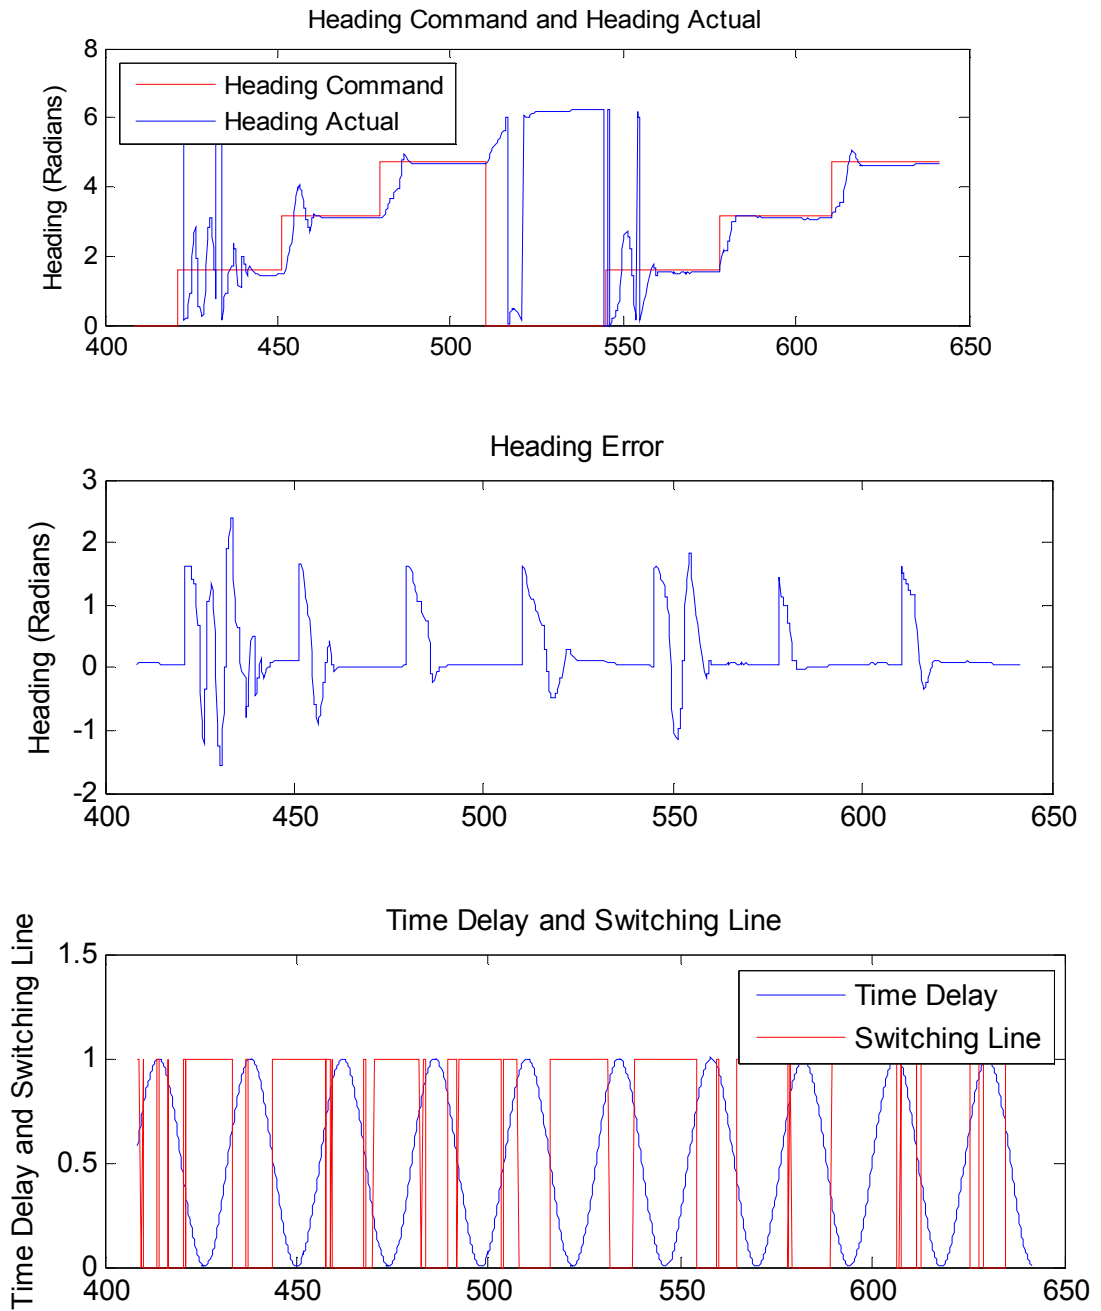 Heading Command and Heading Actual
Heading (Radians)
8
6
4
2
0
Heading Command
Heading Actual
400 450 500 550 600 650
Heading Error
Heading (Radians)
3
2
1
0
-1
-2
400 450 500 550 600 650
Time Delay and Switching Line
Time Delay and Switching Line
1.5
1
0.5
0
Time Delay
Switching Line
400 450 500 550 600 650